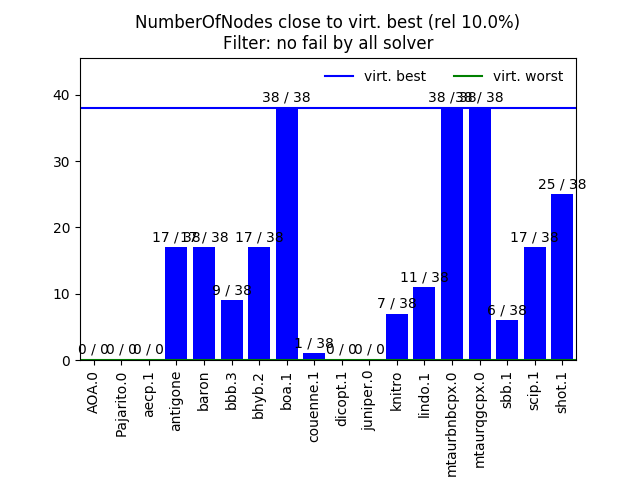 NumberOfNodes close to virt. best (rel 10.0%)
Filter: no fail by all solver
virt. best
virt. worst
40
30
20
10
0
0 / 0
0 / 0
0 / 0
17 / 38
17 / 38
9 / 38
17 / 38
38 / 38
1 / 38
0 / 0
0 / 0
7 / 38
11 / 38
38 / 38
38 / 38
6 / 38
17 / 38
25 / 38
AOA.0
Pajarito.0
aecp.1
antigone
baron
bbb.3
bhyb.2
boa.1
couenne.1
dicopt.1
juniper.0
knitro
lindo.1
mtaurbnbcpx.0
mtaurqgcpx.0
sbb.1
scip.1
shot.1